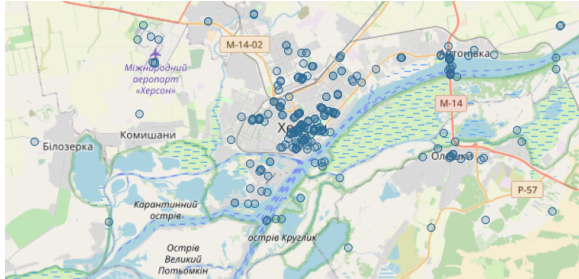 М-14-02
Міжнародний
аеропорт
«Херсон»
Антонівка
М-14
Комишани
Білозерка
Олешки
Р-57
Карантинний
острів
острів Круглик
Острів
Великий
Потьомкін